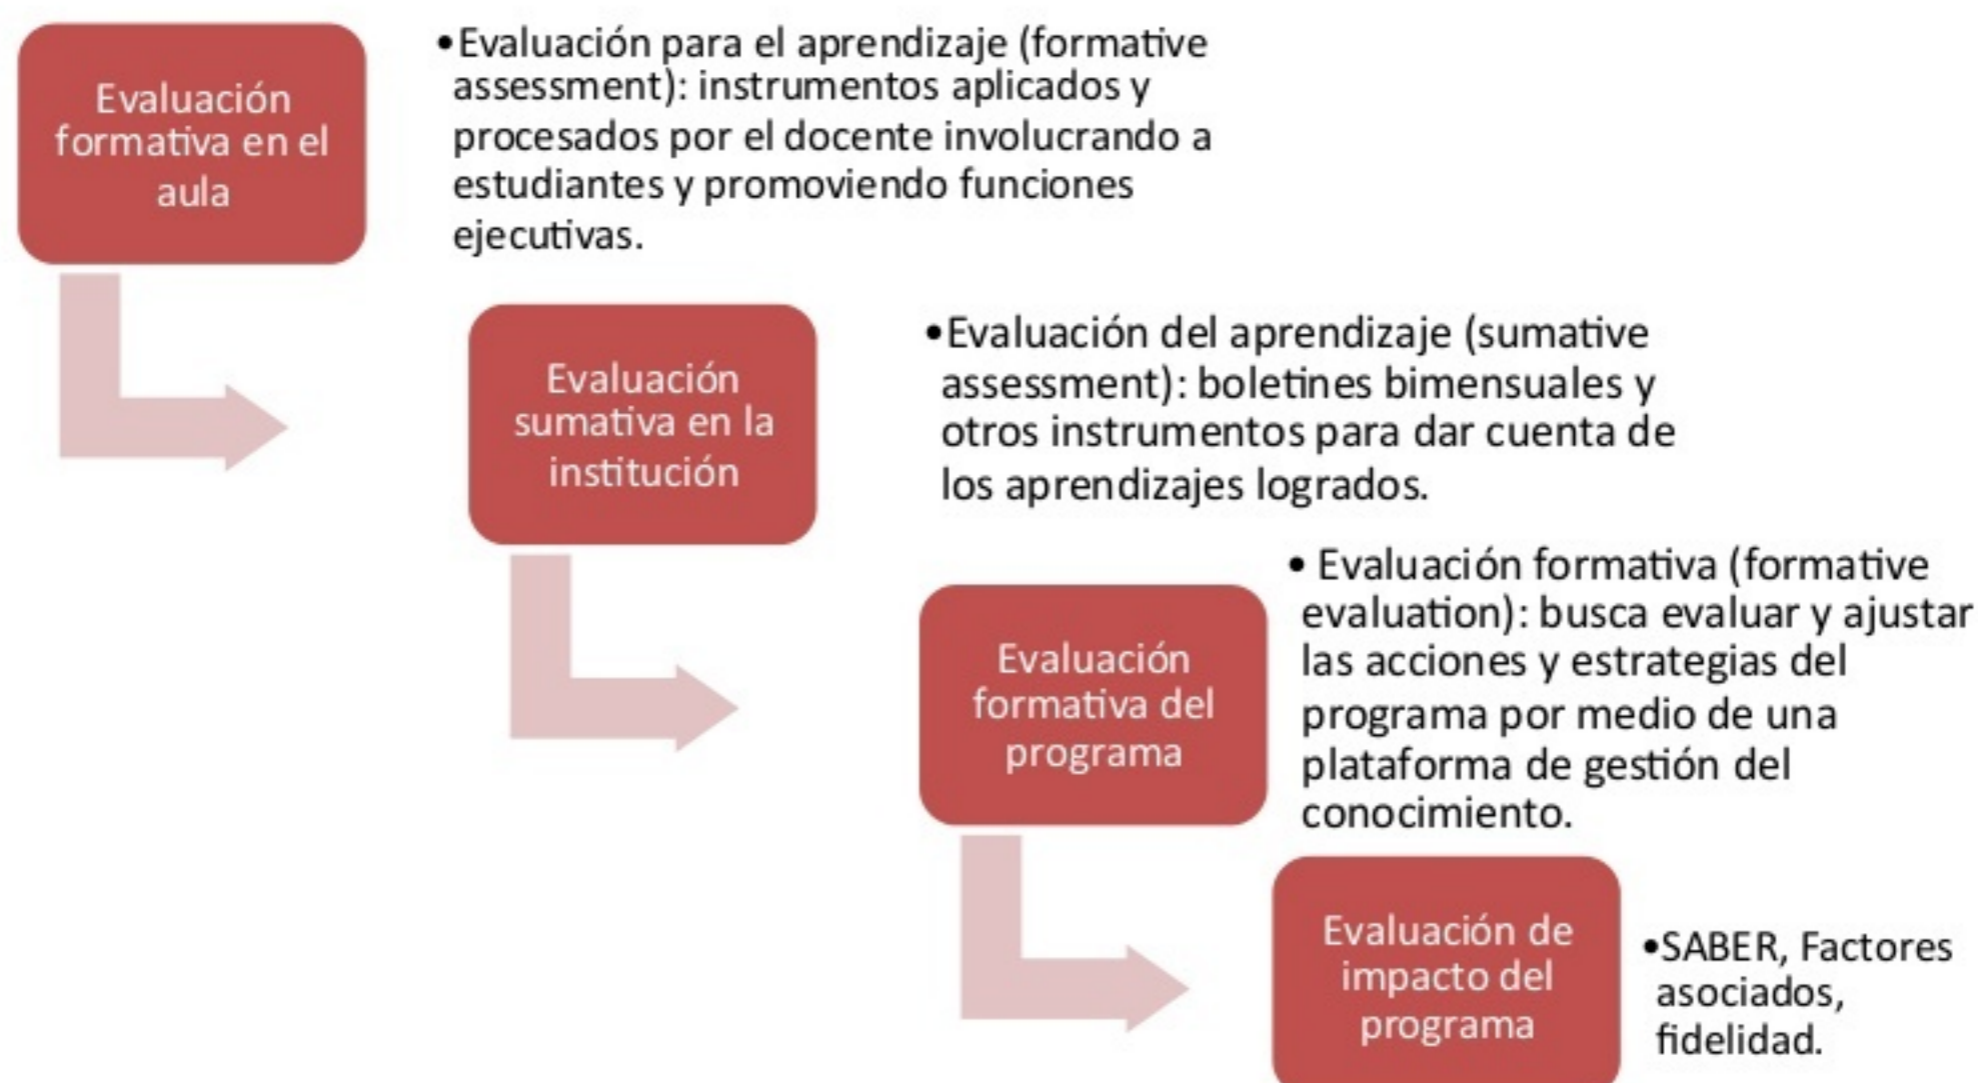 Evaluación
formativa en el
aula
•Evaluación para el aprendizaje (formative
assessment): instrumentos aplicados y
procesados por el docente involucrando a
estudiantes y promoviendo funciones
ejecutivas.
Evaluación
sumativa en la
institución
•Evaluación del aprendizaje (sumative
assessment): boletines bimensuales y
otros instrumentos para dar cuenta de
los aprendizajes logrados.
Evaluación
formativa del
programa
• Evaluación formativa (formative
evaluation): busca evaluar y ajustar
las acciones y estrategias del
programa por medio de una
plataforma de gestión del
conocimiento.
Evaluación de
impacto del
programa
•SABER, Factores
asociados,
fidelidad.